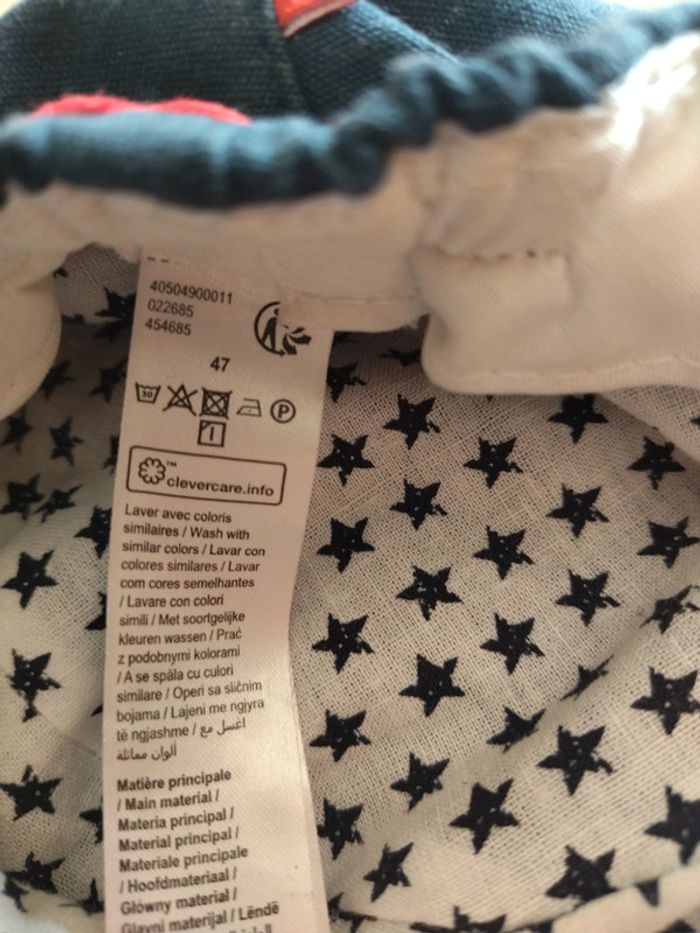 40504900011
022685
454685
47
30
P
I
™
clevercare.info
Laver avec coloris
similaires / Wash with
similar colors / Lavar con
colores similares / Lavar
com cores semelhantes
/ Lavare con colori
simili / Met soortgelijke
kleuren wassen / Prać
z podobnymi kolorami
/ A se spăla cu culori
similare / Operi sa sličnim
bojama / Lajeni me ngjyra
të ngjashme / اغسل مع
ألوان مماثلة
Matière principale
/ Main material /
Materia principal /
Material principal /
Materiale principale
/ Hoofdmateriaal /
Główny materiał /
Glavni materijal / Lëndë